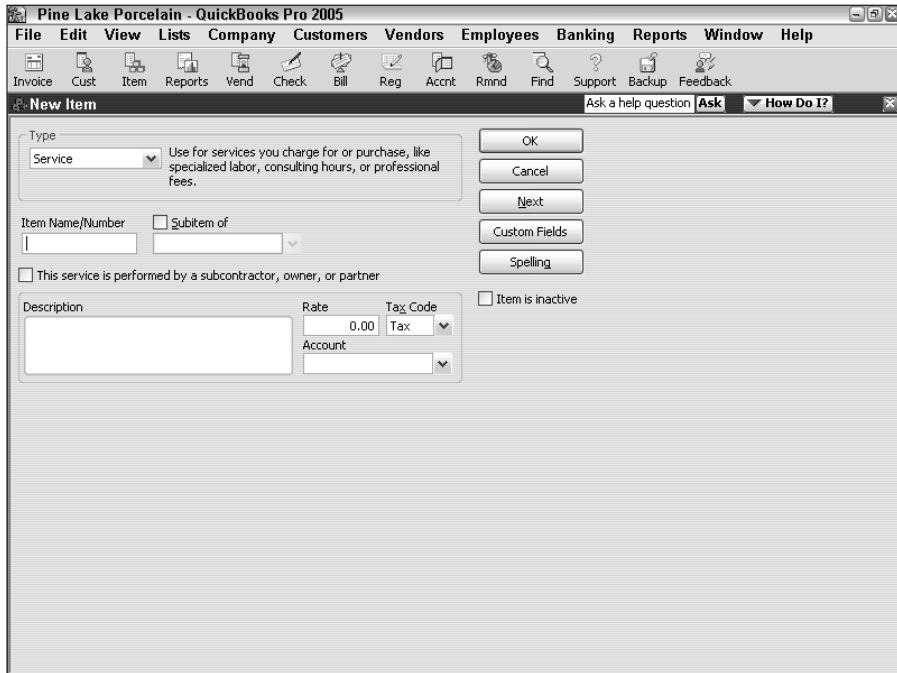 Pine Lake Porcelain - QuickBooks Pro 2005
File Edit View Lists Company Customers Vendors Employees Banking Reports Window Help
Invoice Cust Item Reports Vend Check Bill Reg Accnt Rmnd Find Support Backup Feedback
New Item Ask a help question Ask How Do I?
Type
Service
Use for services you charge for or purchase, like
specialized labor, consulting hours, or professional
fees.
OK
Cancel
Next
Custom Fields
Spelling
Item is inactive
Item Name/Number Subitem of
This service is performed by a subcontractor, owner, or partner
Description Rate Tax Code
0.00 Tax
Account